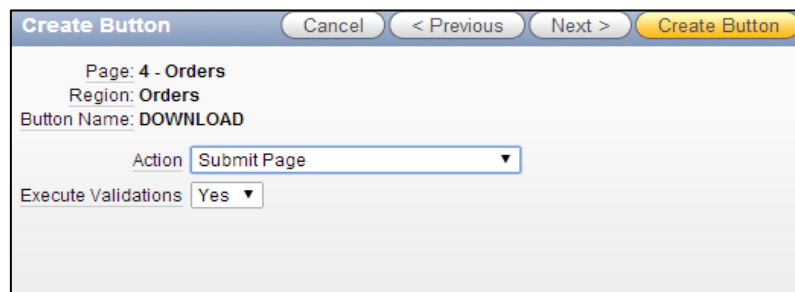 Create Button Cancel < Previous Next > Create Button
Page: 4 - Orders
Region: Orders
Button Name: DOWNLOAD
Action Submit Page
Execute Validations Yes